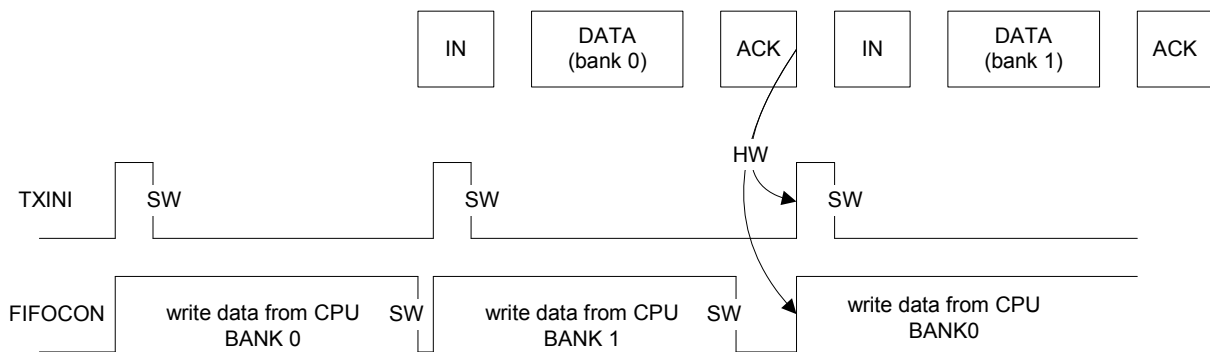 IN
DATA
(bank 0)
ACK
IN
DATA
(bank 1)
ACK
HW
TXINI
SW
SW
SW
FIFOCON
write data from CPU
BANK 0
SW
write data from CPU
BANK 1
SW
write data from CPU
BANK0